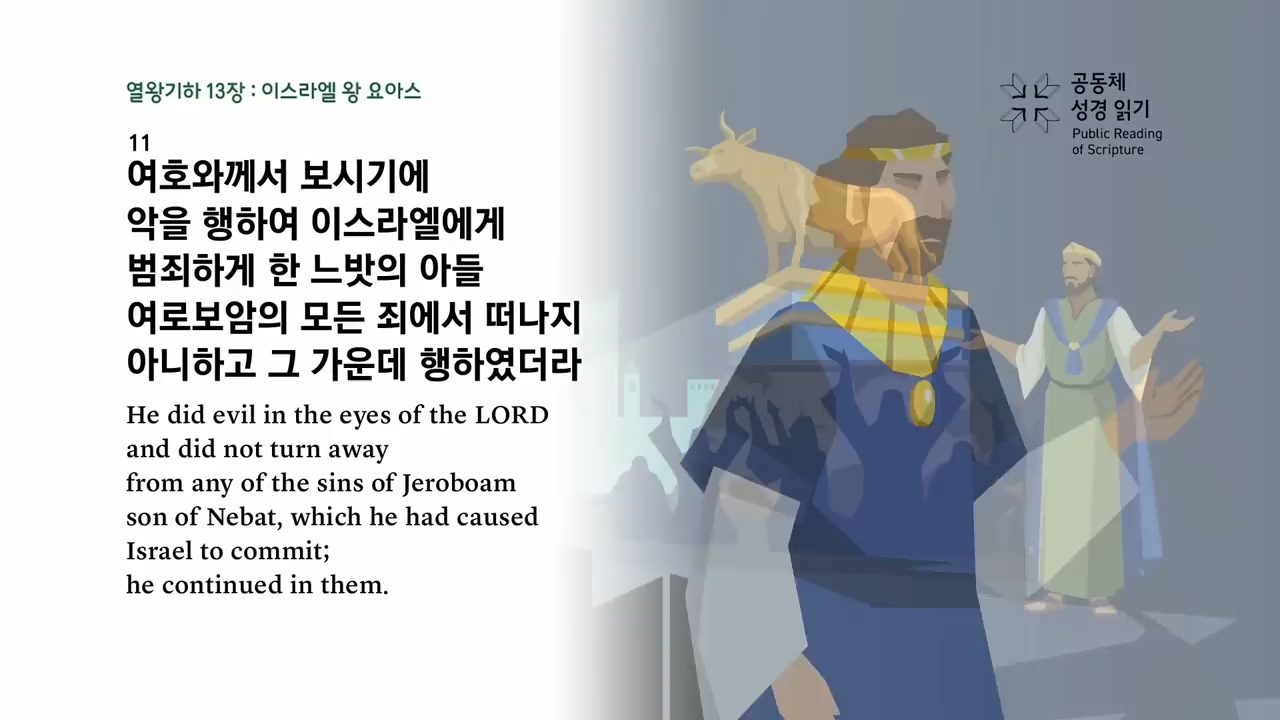 열왕기하 13장 : 이스라엘 왕 요아스
11
여호와께서 보시기에
악을 행하여 이스라엘에게
범죄하게 한 느밧의 아들
여로보암의 모든 죄에서 떠나지
아니하고 그 가운데 행하였더라
He did evil in the eyes of the LORD
and did not turn away
from any of the sins of Jeroboam
son of Nebat, which he had caused
Israel to commit;
he continued in them.
공동체
성경 읽기
Public Reading
of Scripture